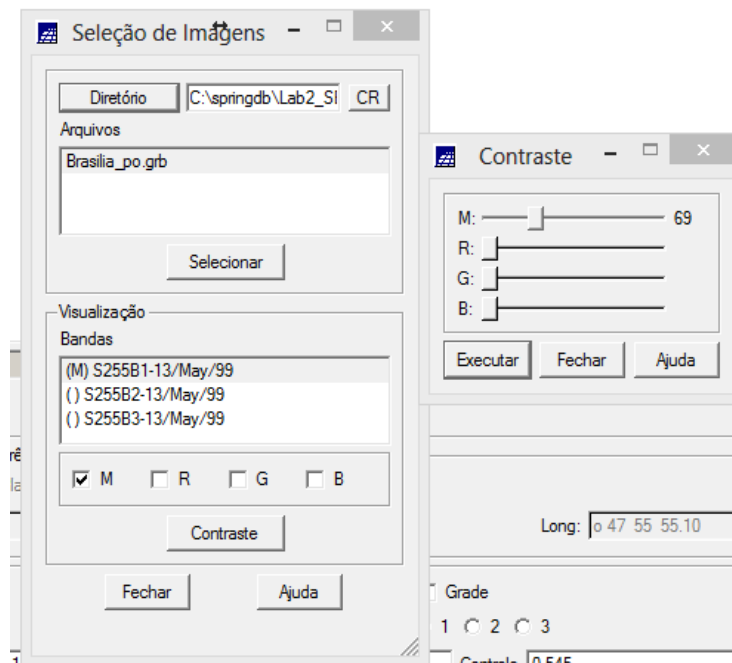 Seleção de Imagens
Diretório C:\springdb\Lab2_SI CR
Arquivos
Brasilia_po.grb
Selecionar
Visualização
Bandas
(M) S255B1-13/May/99
( ) S255B2-13/May/99
( ) S255B3-13/May/99
M R G B
Contraste
Fechar Ajuda
Contraste
M: 69
R:
G:
B:
Executar Fechar Ajuda
Long: o 47 55 55.10
Grade
1 2 3
0.545